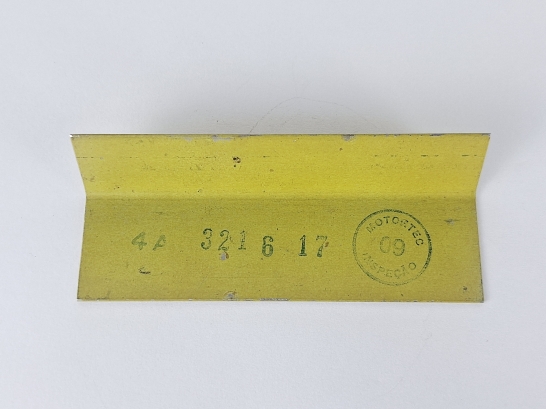 4A 321 6 17
MOTORTEC
09
INSPEÇÃO